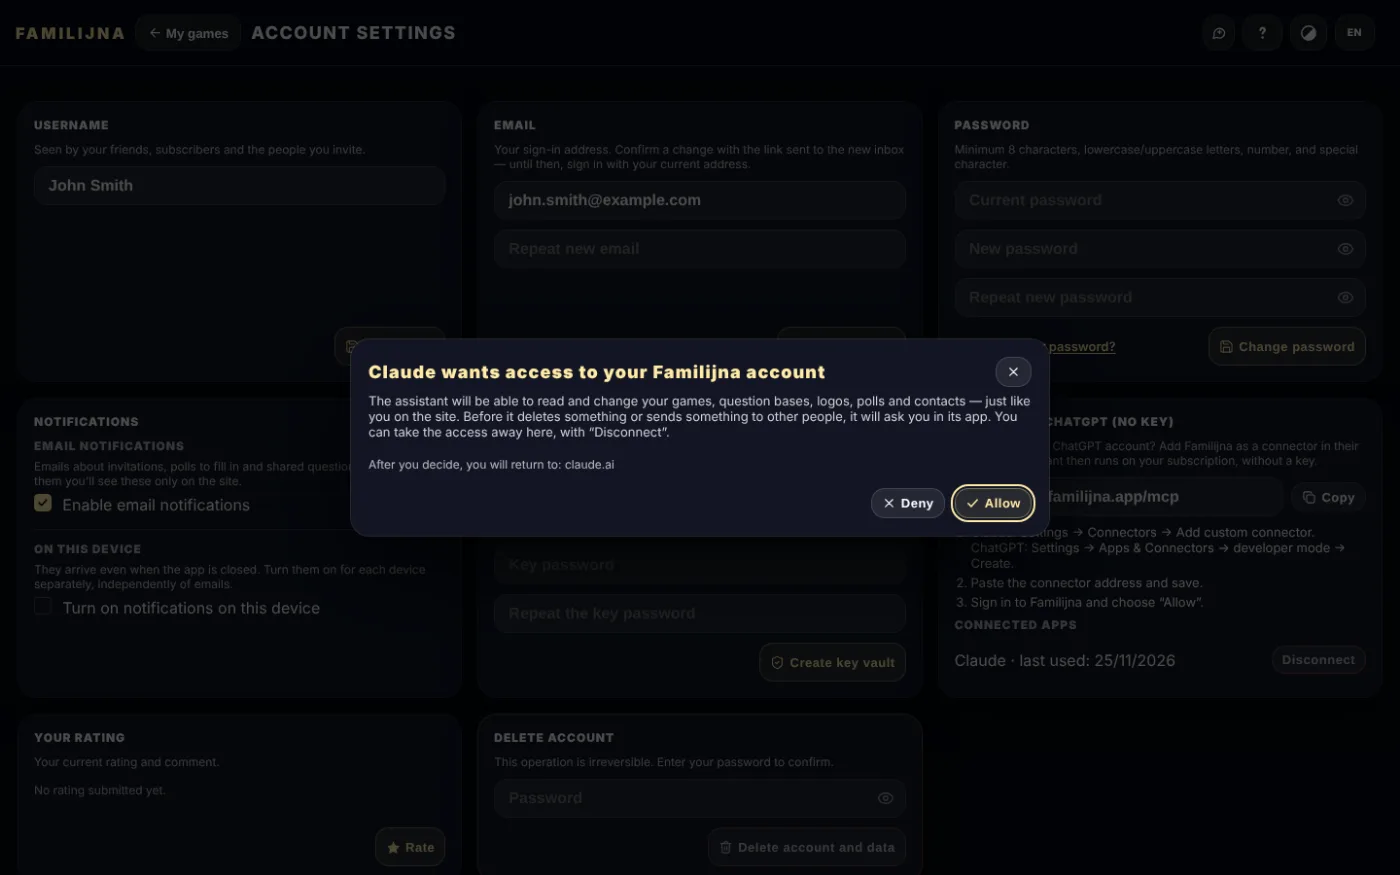 FAMILIJNA
← My games
ACCOUNT SETTINGS
?
EN
USERNAME
Seen by your friends, subscribers and the people you invite.
John Smith
EMAIL
Your sign-in address. Confirm a change with the link sent to the new inbox
— until then, sign in with your current address.
john.smith@example.com
Repeat new email
PASSWORD
Minimum 8 characters, lowercase/uppercase letters, number, and special
character.
Current password
New password
Repeat new password
password?
Change password
Claude wants access to your Familijna account
The assistant will be able to read and change your games, question bases, logos, polls and contacts — just like
you on the site. Before it deletes something or sends something to other people, it will ask you in its app. You
can take the access away here, with “Disconnect”.
After you decide, you will return to: claude.ai
Deny
Allow
NOTIFICATIONS
EMAIL NOTIFICATIONS
Emails about invitations, polls to fill in and shared
them you’ll see these only on the site.
Enable email notifications
ON THIS DEVICE
They arrive even when the app is closed. Turn them on for each device
separately, independently of emails.
Turn on notifications on this device
Key password
Repeat the key password
Create key vault
CHATGPT (NO KEY)
ChatGPT account? Add Familijna as a connector in their
then runs on your subscription, without a key.
familijna.app/mcp
Copy
→ Connectors → Add custom connector.
ChatGPT: Settings → Apps & Connectors → developer mode →
Create.
2. Paste the connector address and save.
3. Sign in to Familijna and choose “Allow”.
CONNECTED APPS
Claude · last used: 25/11/2026
Disconnect
YOUR RATING
Your current rating and comment.
No rating submitted yet.
Rate
DELETE ACCOUNT
This operation is irreversible. Enter your password to confirm.
Password
Delete account and data